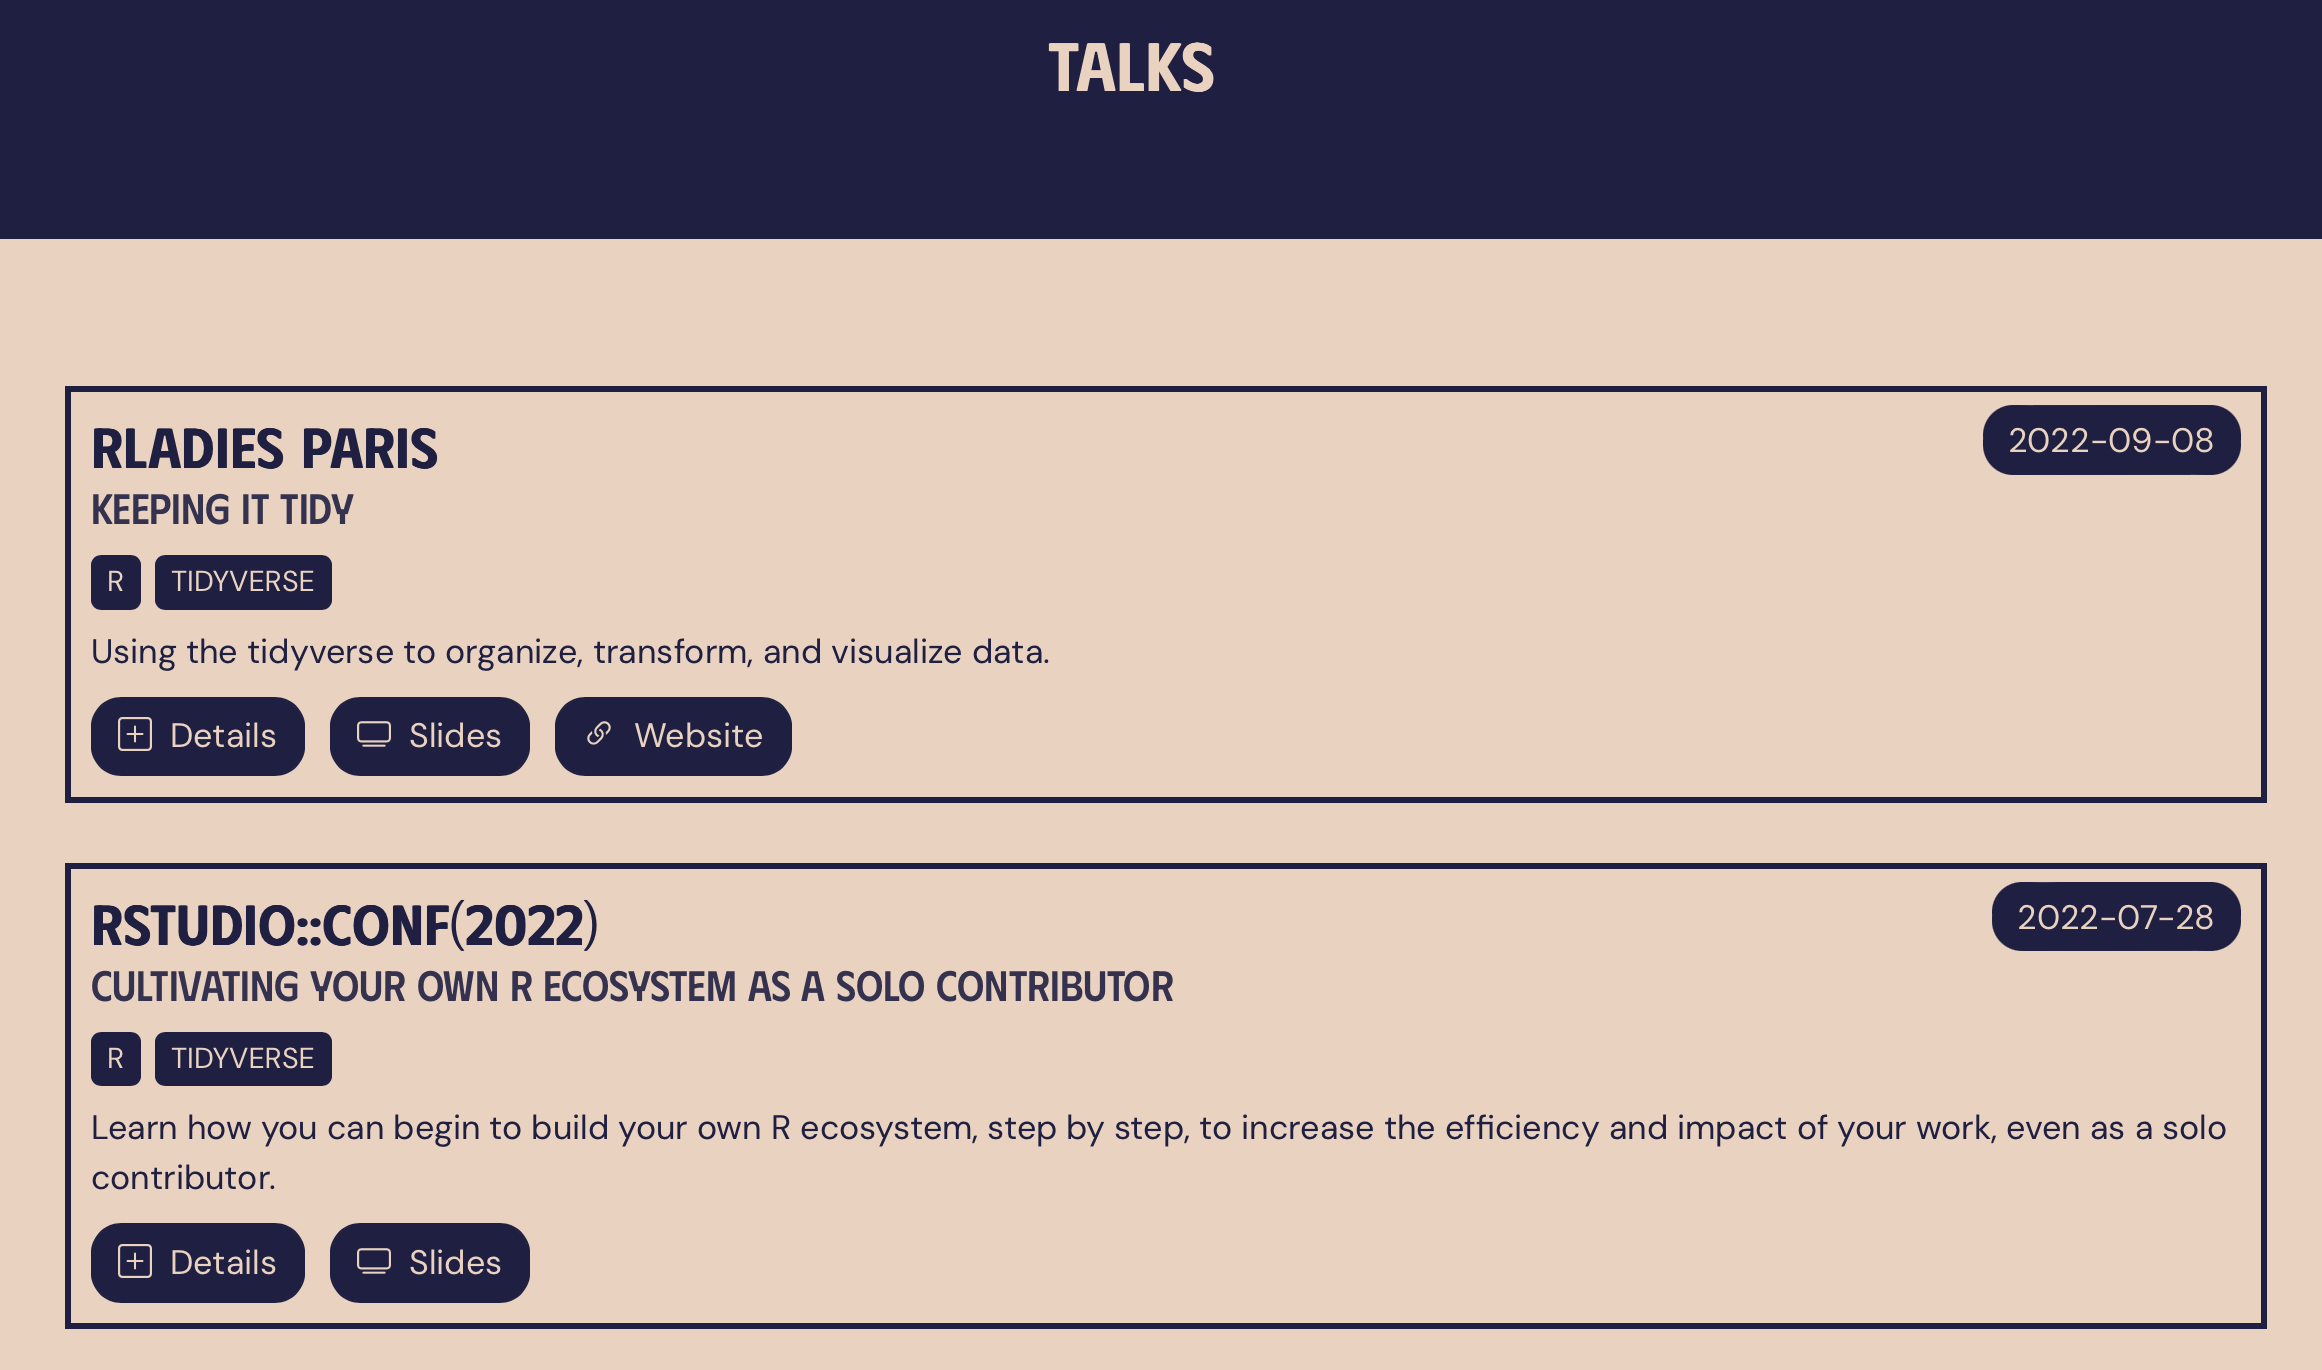 TALKS
RLADIES PARIS
2022-09-08
KEEPING IT TIDY
R TIDYVERSE
Using the tidyverse to organize, transform, and visualize data.
Details Slides Website
RSTUDIO::CONF(2022)
2022-07-28
CULTIVATING YOUR OWN R ECOSYSTEM AS A SOLO CONTRIBUTOR
R TIDYVERSE
Learn how you can begin to build your own R ecosystem, step by step, to increase the efficiency and impact of your work, even as a solo
contributor.
Details Slides